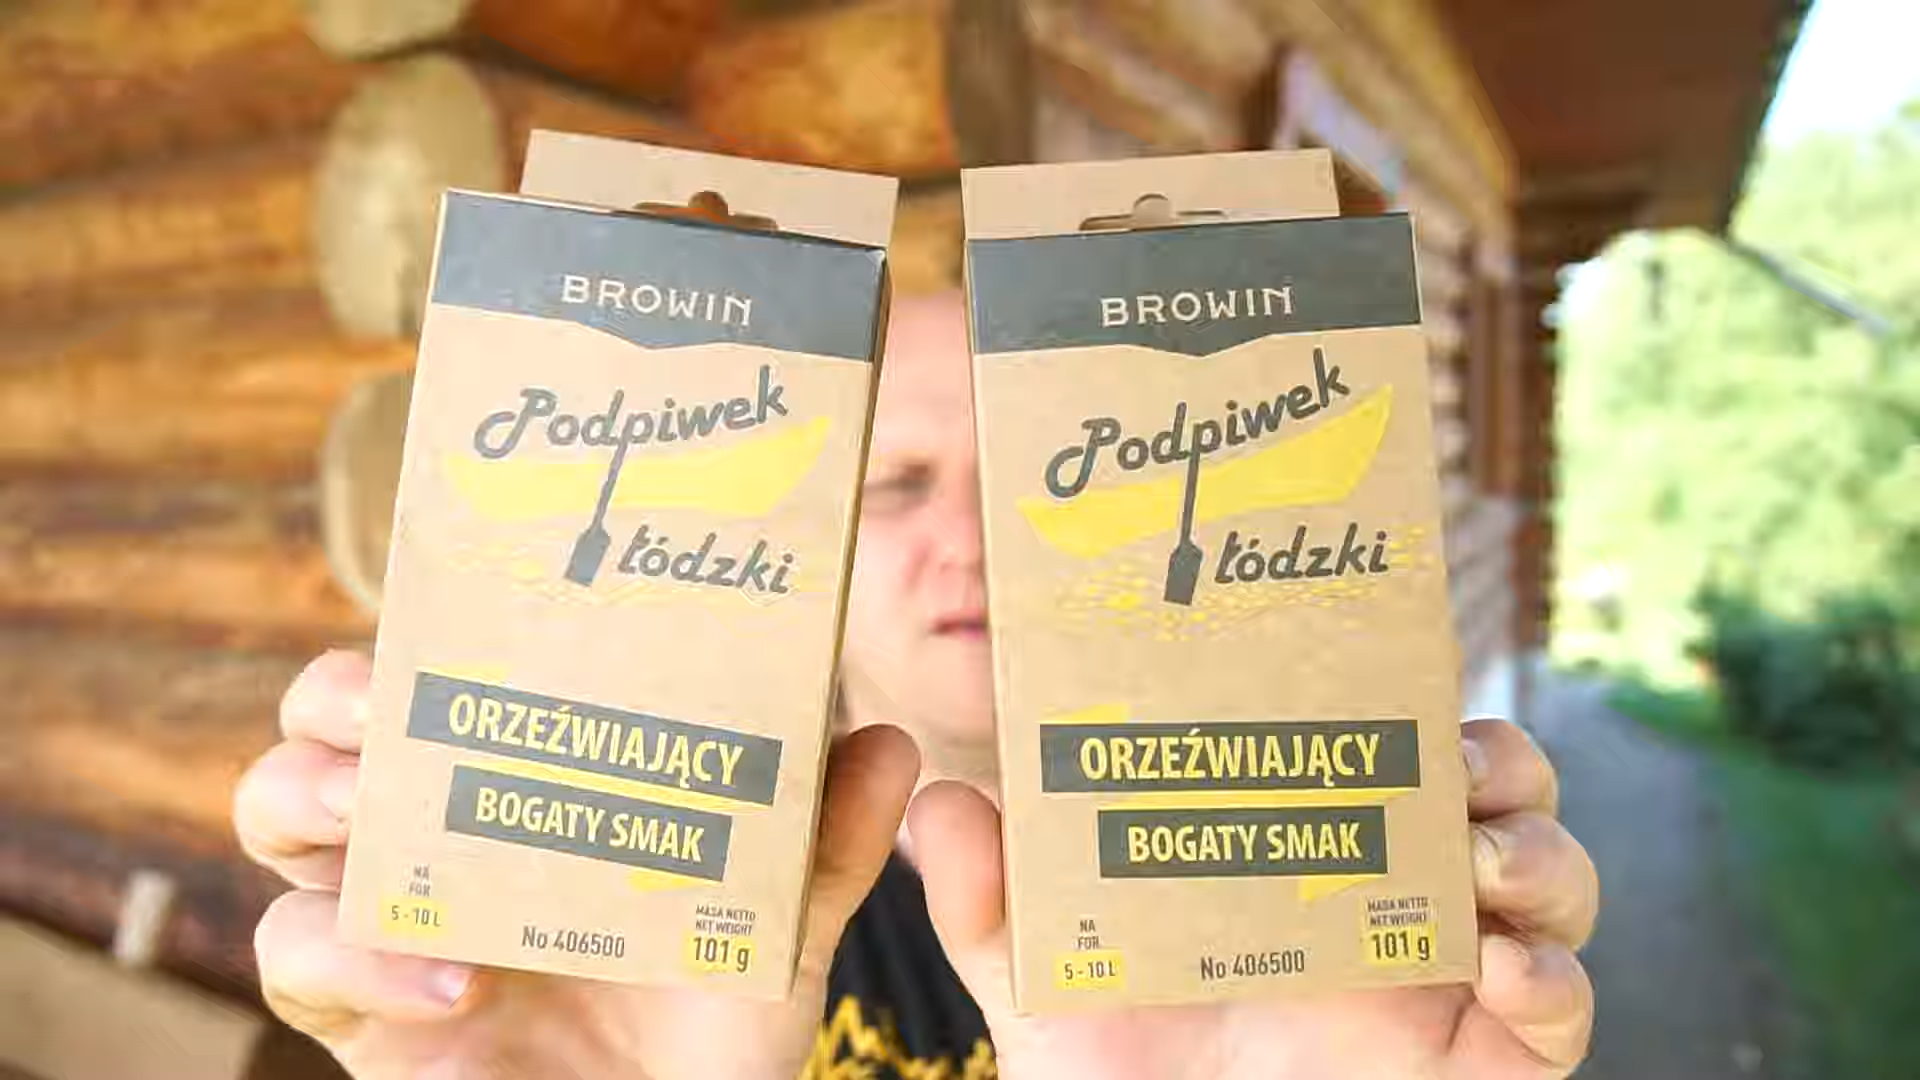 BROWIN
Podpiwek
łódzki
ORZEŹWIAJĄCY
BOGATY SMAK
NA
FOR
5 - 10 L
No 406500
MASA NETTO
NET WEIGHT
101 g
BROWIN
Podpiwek
łódzki
ORZEŹWIAJĄCY
BOGATY SMAK
NA
FOR
5 - 10 L
No 406500
MASA NETTO
NET WEIGHT
101 g